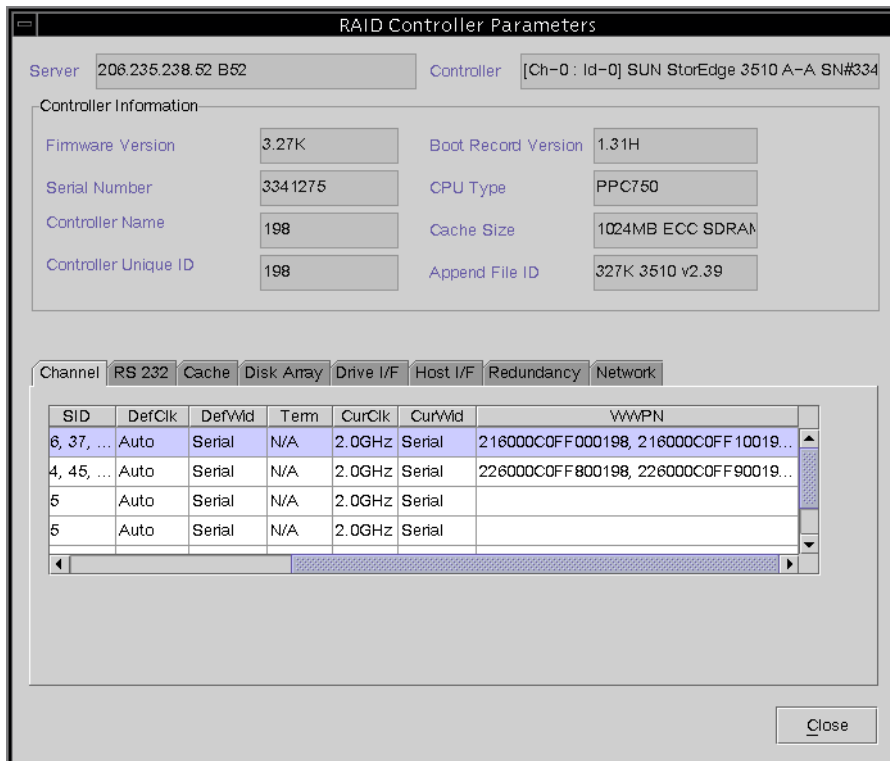 RAID Controller Parameters
Server 206.235.238.52 B52 Controller [Ch-0 : Id-0] SUN StorEdge 3510 A-A SN#334
Controller Information
Firmware Version 3.27K Boot Record Version 1.31H
Serial Number 3341275 CPU Type PPC750
Controller Name 198 Cache Size 1024MB ECC SDRAM
Controller Unique ID 198 Append File ID 327K 3510 v2.39
Channel RS 232 Cache Disk Array Drive I/F Host I/F Redundancy Network
SID DefClk DefWid Term CurClk CurWid WWPN
6, 37, ... Auto Serial N/A 2.0GHz Serial 216000C0FF000198, 216000C0FF10019...
4, 45, ... Auto Serial N/A 2.0GHz Serial 226000C0FF800198, 226000C0FF90019...
5 Auto Serial N/A 2.0GHz Serial
5 Auto Serial N/A 2.0GHz Serial
Close